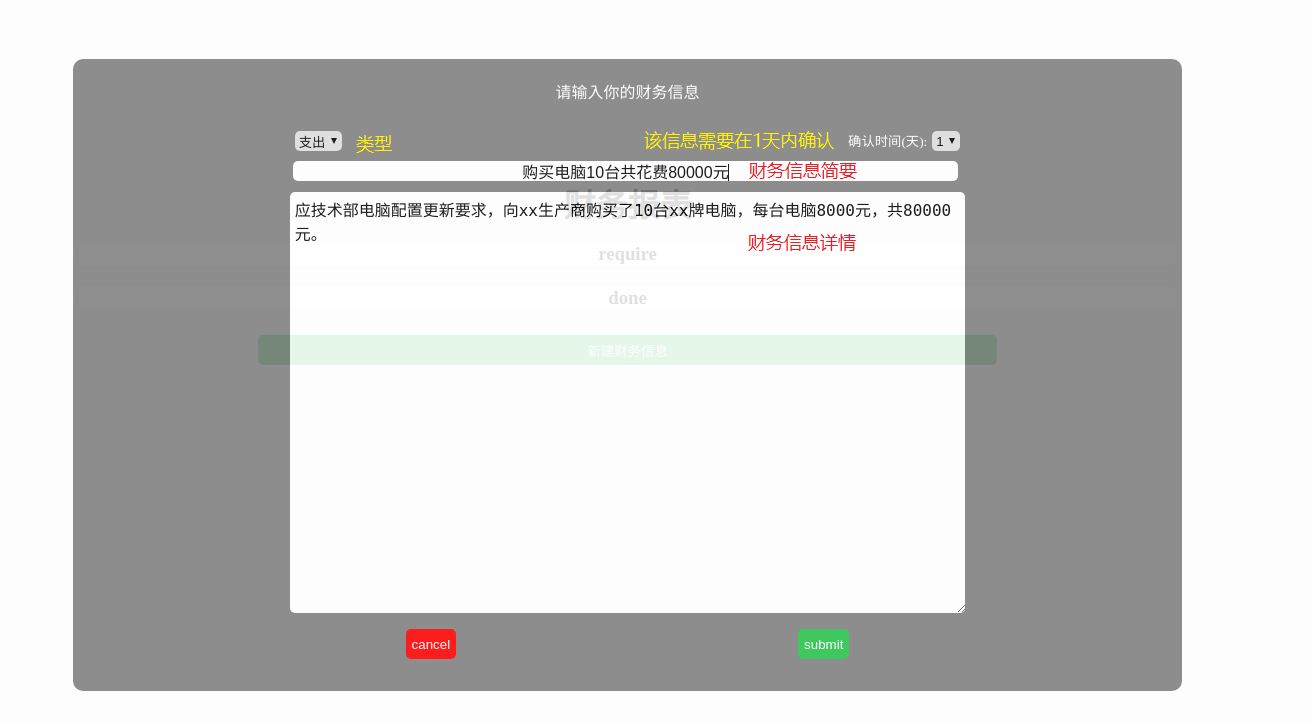 请输入你的财务信息
支出 类型 该信息需要在1天内确认 确认时间(天): 1
购买电脑10台共花费80000元 财务信息简要
财务报表
应技术部电脑配置更新要求，向xx生产商购买了10台xx牌电脑，每台电脑8000元，共80000
元。
财务信息详情
require
done
新建财务信息
cancel submit